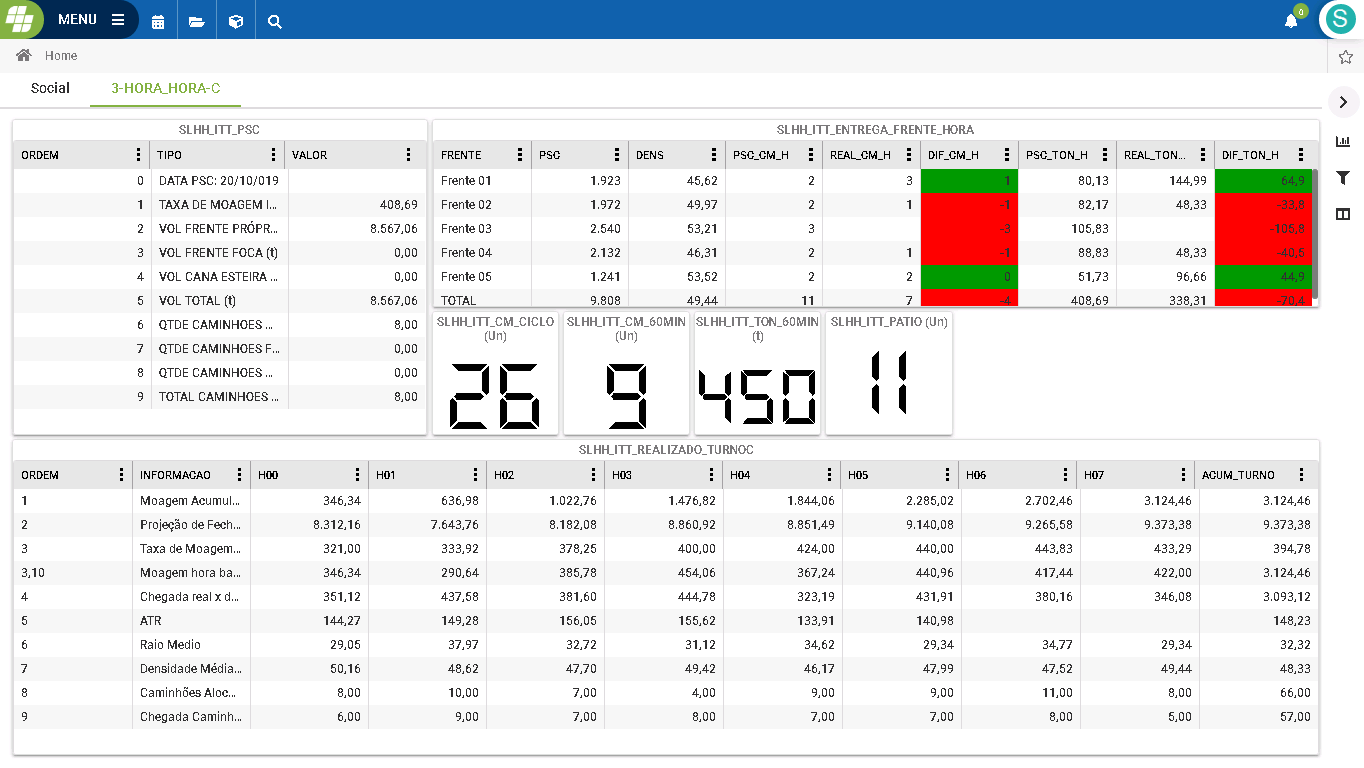 MENU
0
S
Home
Social 3-HORA_HORA-C
SLHH_ITT_PSC
ORDEM TIPO VALOR
0 DATA PSC: 20/10/019
1 TAXA DE MOAGEM I... 408,69
2 VOL FRENTE PRÓPR... 8.567,06
3 VOL FRENTE FOCA (t) 0,00
4 VOL CANA ESTEIRA ... 0,00
5 VOL TOTAL (t) 8.567,06
6 QTDE CAMINHOES ... 8,00
7 QTDE CAMINHOES F... 0,00
8 QTDE CAMINHOES ... 0,00
9 TOTAL CAMINHOES ... 8,00
SLHH_ITT_ENTREGA_FRENTE_HORA
FRENTE PSC DENS PSC_CM_H REAL_CM_H DIF_CM_H PSC_TON_H REAL_TON... DIF_TON_H
Frente 01 1.923 45,62 2 3 1 80,13 144,99 64,9
Frente 02 1.972 49,97 2 1 -1 82,17 48,33 -33,8
Frente 03 2.540 53,21 3 -3 105,83 -105,8
Frente 04 2.132 46,31 2 1 -1 88,83 48,33 -40,5
Frente 05 1.241 53,52 2 2 0 51,73 96,66 44,9
TOTAL 9.808 49,44 11 7 -4 408,69 338,31 -70,4
SLHH_ITT_CM_CICLO
(Un)
26
SLHH_ITT_CM_60MIN
(Un)
9
SLHH_ITT_TON_60MIN
(t)
450
SLHH_ITT_PATIO (Un)
11
SLHH_ITT_REALIZADO_TURNOC
ORDEM INFORMACAO H00 H01 H02 H03 H04 H05 H06 H07 ACUM_TURNO
1 Moagem Acumul... 346,34 636,98 1.022,76 1.476,82 1.844,06 2.285,02 2.702,46 3.124,46 3.124,46
2 Projeção de Fech... 8.312,16 7.643,76 8.182,08 8.860,92 8.851,49 9.140,08 9.265,58 9.373,38 9.373,38
3 Taxa de Moagem... 321,00 333,92 378,25 400,00 424,00 440,00 443,83 433,29 394,78
3,10 Moagem hora ba... 346,34 290,64 385,78 454,06 367,24 440,96 417,44 422,00 3.124,46
4 Chegada real x d... 351,12 437,58 381,60 444,78 323,19 431,91 380,16 346,08 3.093,12
5 ATR 144,27 149,28 156,05 155,62 133,91 140,98 148,23
6 Raio Medio 29,05 37,97 32,72 31,12 34,62 29,34 34,77 29,34 32,32
7 Densidade Média... 50,16 48,62 47,70 49,42 46,17 47,99 47,52 49,44 48,33
8 Caminhões Aloc... 8,00 10,00 7,00 4,00 9,00 9,00 11,00 8,00 66,00
9 Chegada Caminh... 6,00 9,00 7,00 8,00 7,00 7,00 8,00 5,00 57,00